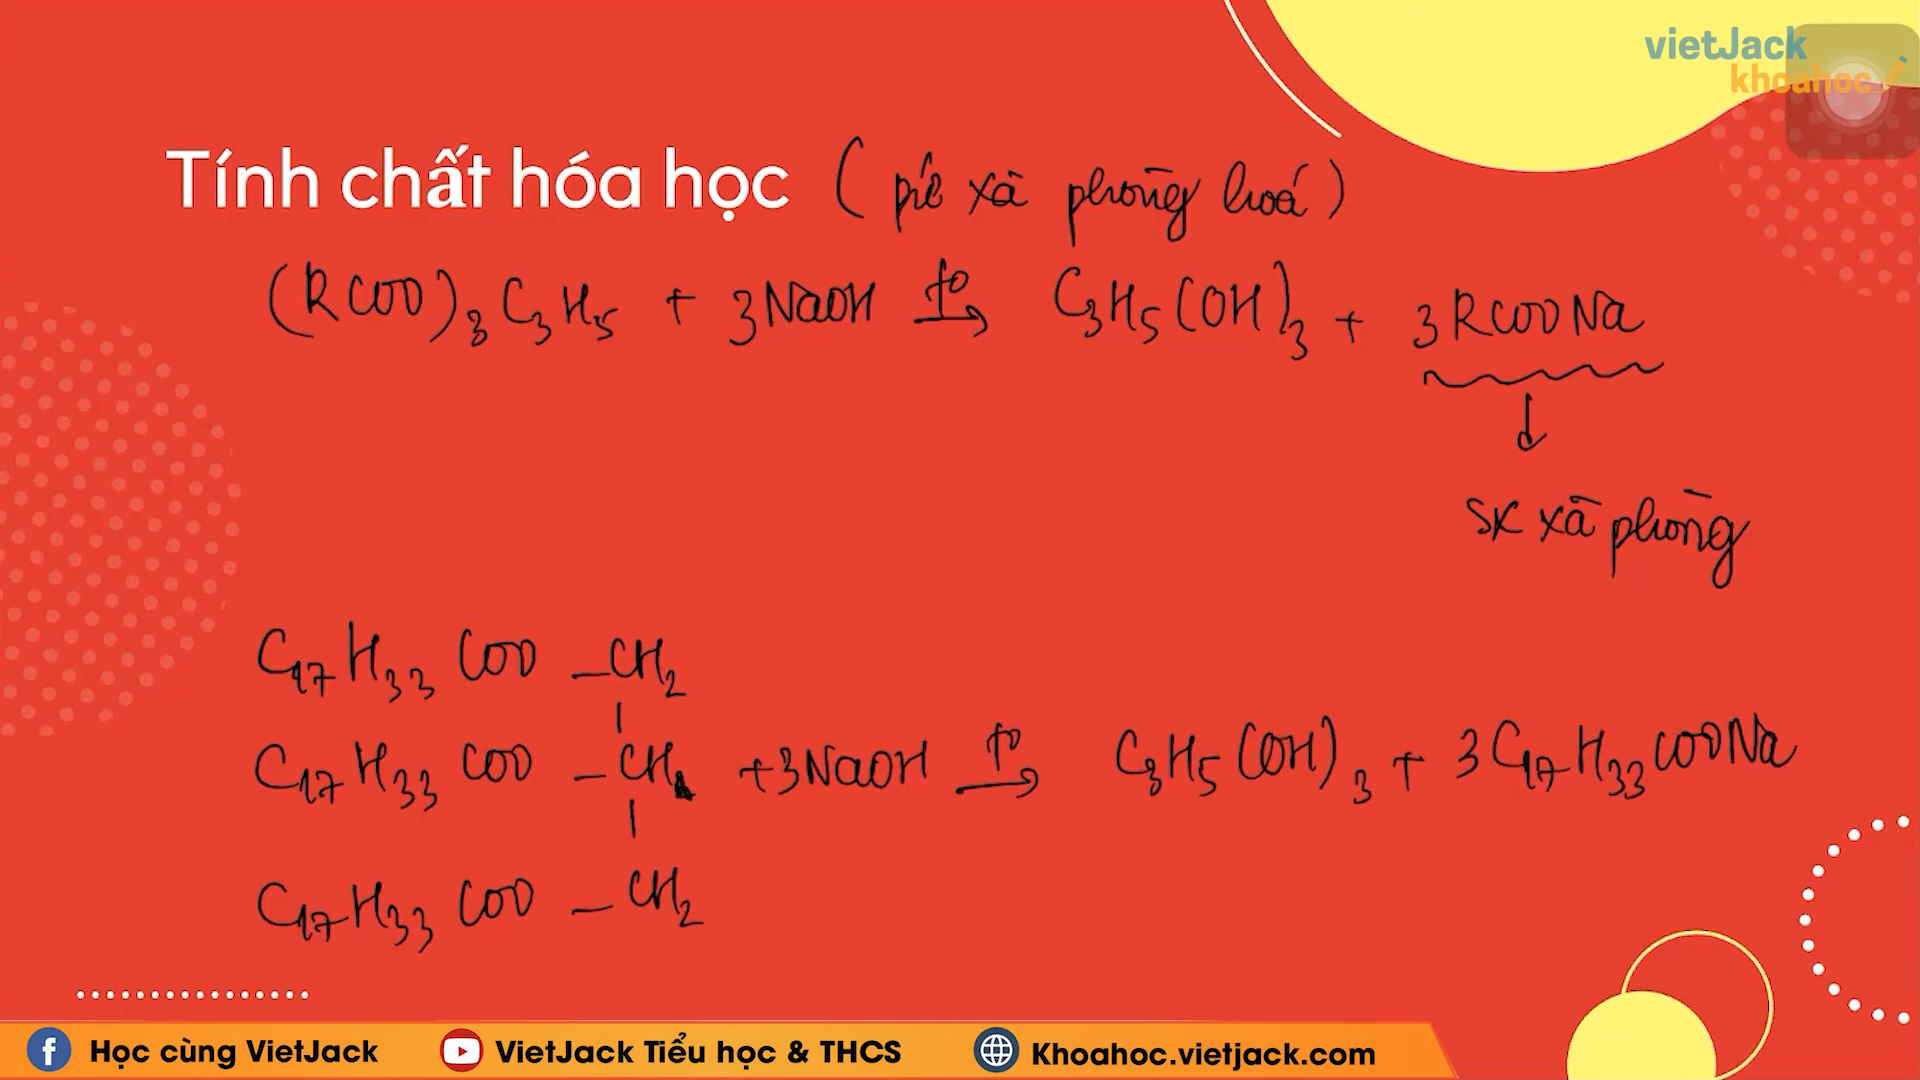 vietJack
khoahoc
Tính chất hóa học (pứ xà phòng hoá)
(RCOO)3C3H5 + 3NaOH t° → C3H5(OH)3 + 3RCOONa
↓
SX xà phòng
C17H33COO – CH2
|
C17H33COO – CH + 3NaOH t° → C3H5(OH)3 + 3C17H33COONa
|
C17H33COO – CH2
Học cùng VietJack
VietJack Tiểu học & THCS
Khoahoc.vietjack.com